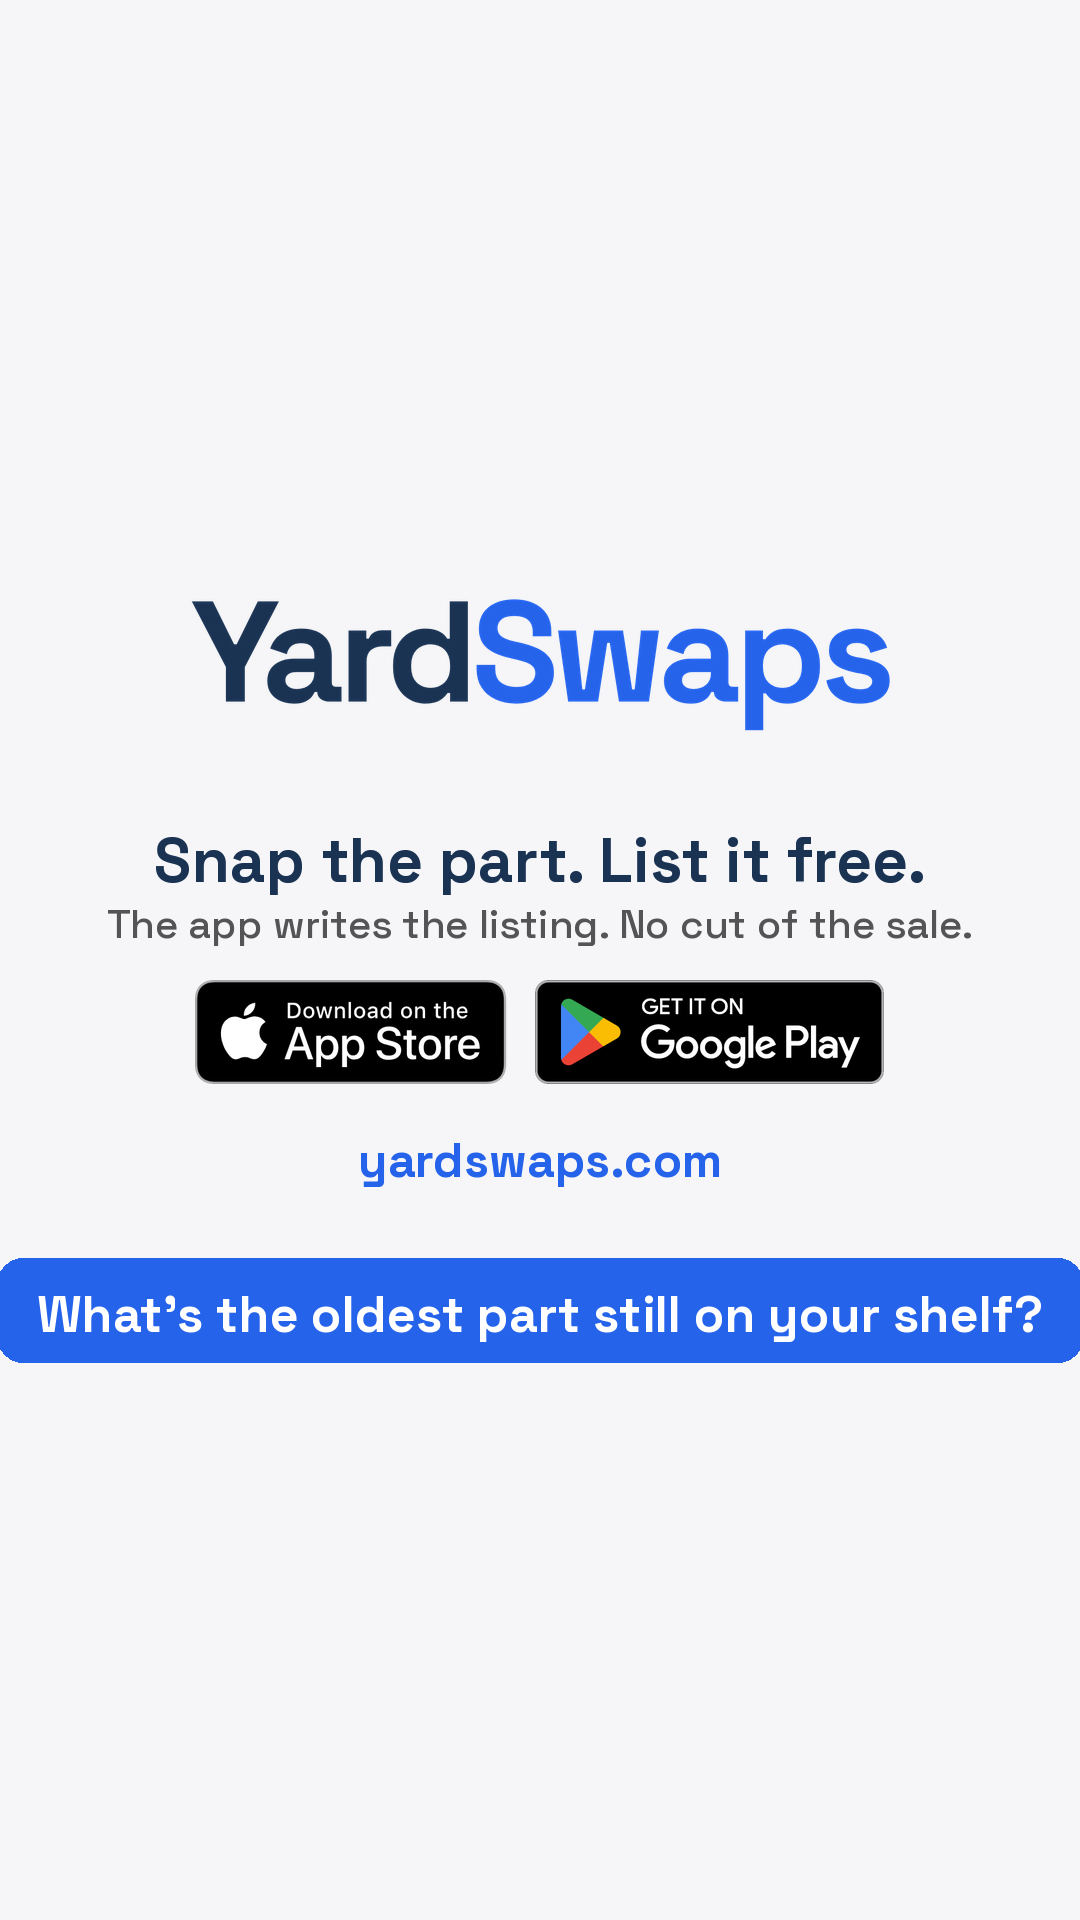 YardSwaps
Snap the part. List it free.
The app writes the listing. No cut of the sale.
Download on the
App Store
GET IT ON
Google Play
yardswaps.com
What’s the oldest part still on your shelf?